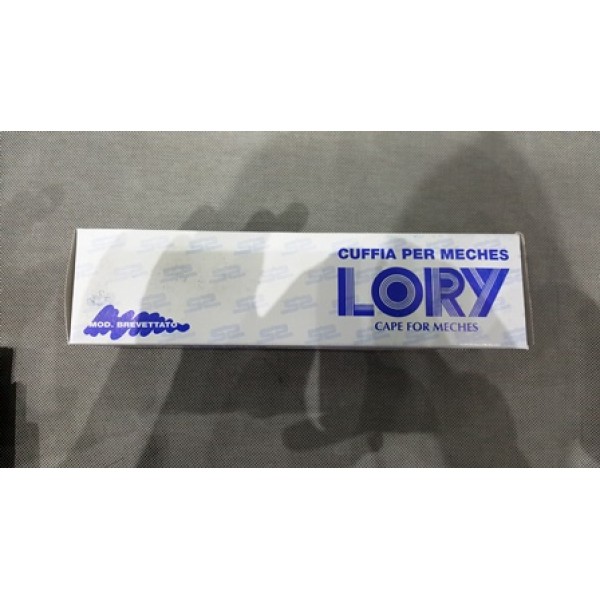 CUFFIA PER MECHES
LORY
CAPE FOR MECHES
MOD. BREVETTATO